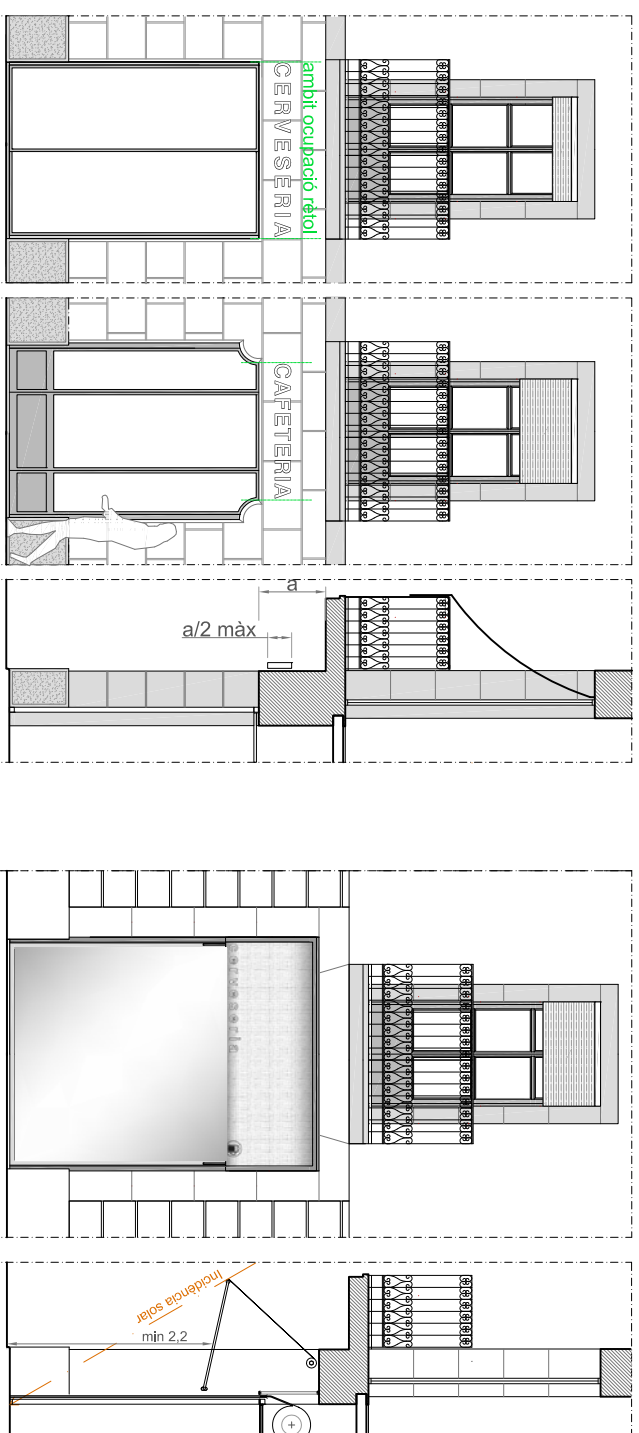 CERVESERIA
àmbit ocupació rètol
CAFETERIA
a
a/2 màx
Cerveseria
Incidència solar
min 2,2